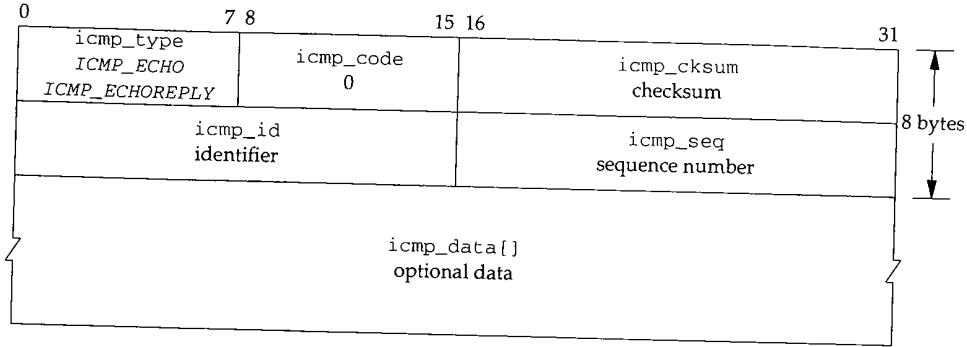 0 7 8 15 16 31
icmp_type
ICMP_ECHO
ICMP_ECHOREPLY
icmp_code
0
icmp_cksum
checksum
8 bytes
icmp_id
identifier
icmp_seq
sequence number
icmp_data[]
optional data